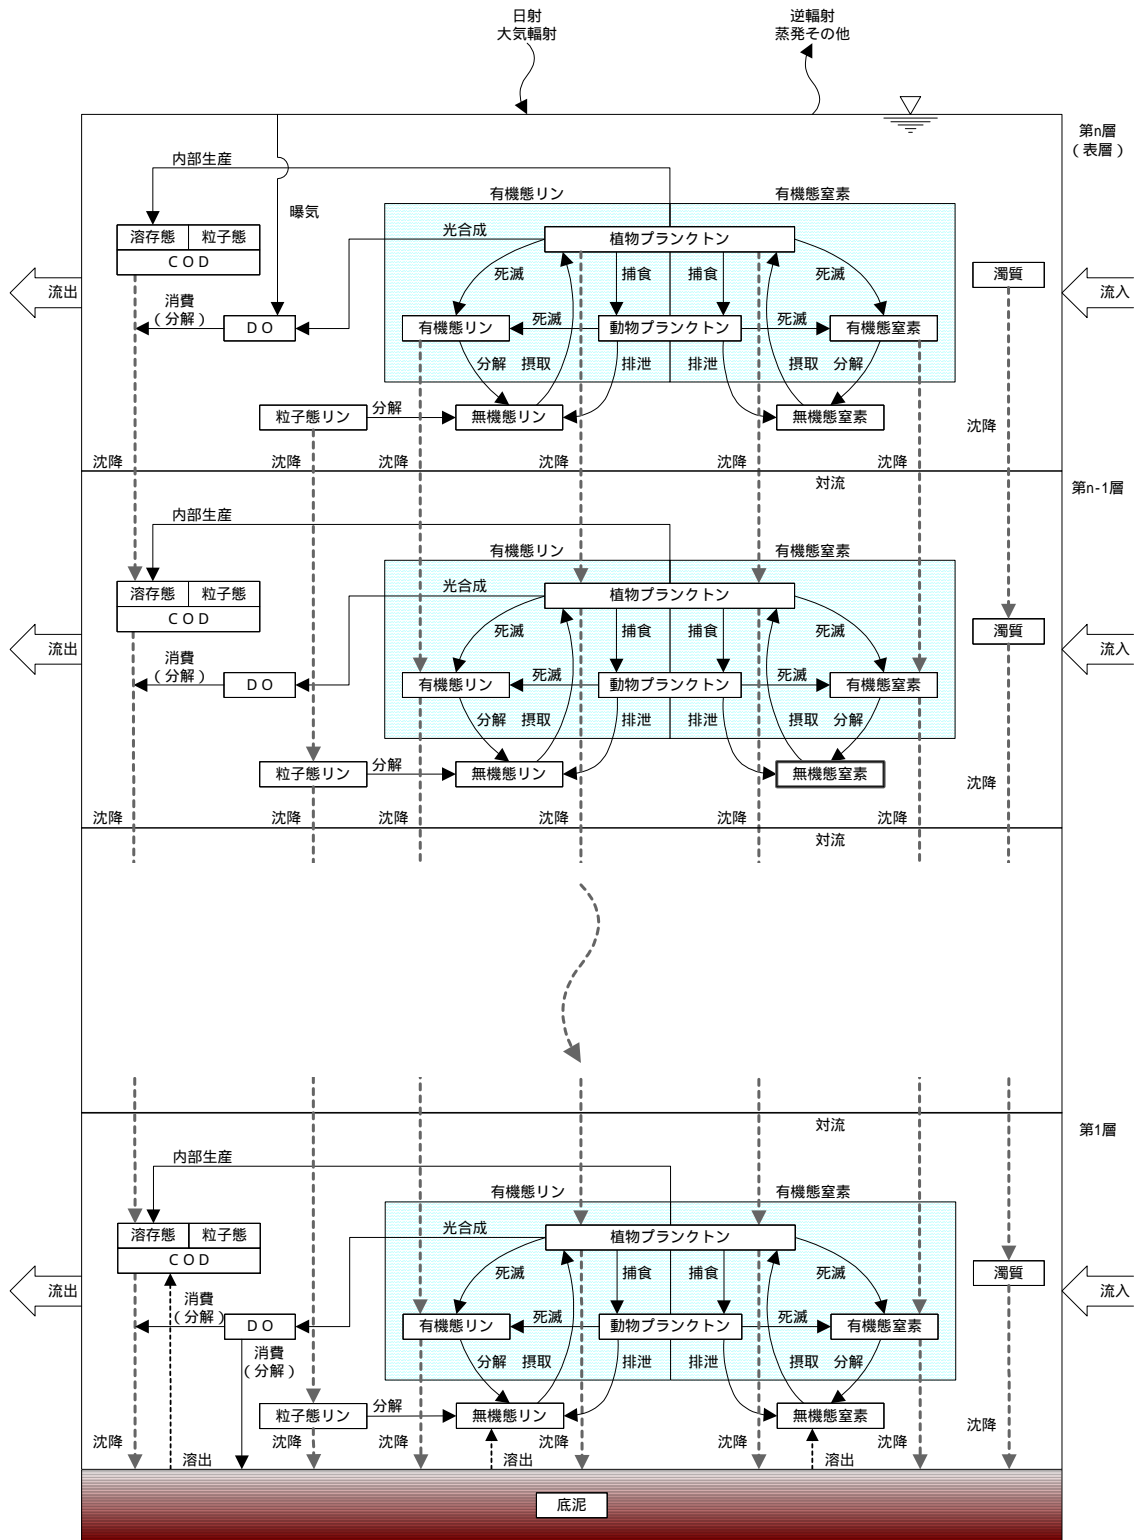 日射
大気輻射
逆輻射
蒸発その他
第n層
(表層)
内部生産
曝気
有機態リン
有機態窒素
溶存態
粒子態
COD
光合成
植物プランクトン
死滅
捕食
捕食
死滅
濁質
流出
流入
消費
(分解)
DO
有機態リン
死滅
動物プランクトン
死滅
有機態窒素
分解
摂取
排泄
排泄
摂取
分解
粒子態リン
分解
無機態リン
無機態窒素
沈降
沈降
沈降
沈降
沈降
沈降
沈降
対流
第n-1層
内部生産
有機態リン
有機態窒素
溶存態
粒子態
COD
光合成
植物プランクトン
死滅
捕食
捕食
死滅
濁質
流出
流入
消費
(分解)
DO
有機態リン
死滅
動物プランクトン
死滅
有機態窒素
分解
摂取
排泄
排泄
摂取
分解
粒子態リン
分解
無機態リン
無機態窒素
沈降
沈降
沈降
沈降
沈降
沈降
沈降
対流
対流
第1層
内部生産
有機態リン
有機態窒素
溶存態
粒子態
COD
光合成
植物プランクトン
死滅
捕食
捕食
死滅
濁質
流出
流入
消費
(分解)
DO
有機態リン
死滅
動物プランクトン
死滅
有機態窒素
消費
(分解)
分解
摂取
排泄
排泄
摂取
分解
粒子態リン
分解
無機態リン
無機態窒素
沈降
沈降
沈降
沈降
沈降
沈降
沈降
溶出
溶出
溶出
底泥